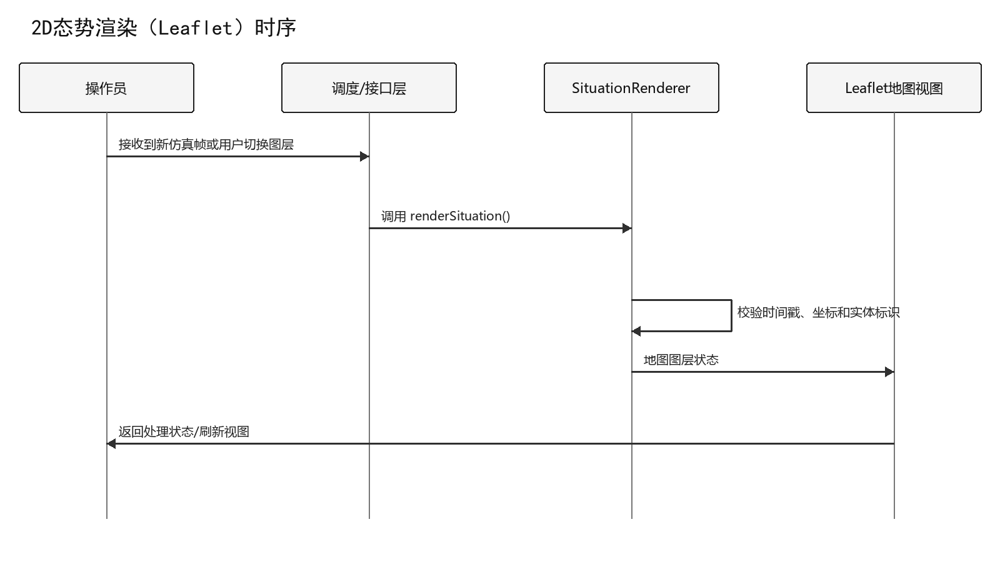 2D态势渲染（Leaflet）时序
操作员
调度/接口层
SituationRenderer
Leaflet地图视图
接收到新仿真帧或用户切换图层
调用 renderSituation()
校验时间戳、坐标和实体标识
地图图层状态
返回处理状态/刷新视图